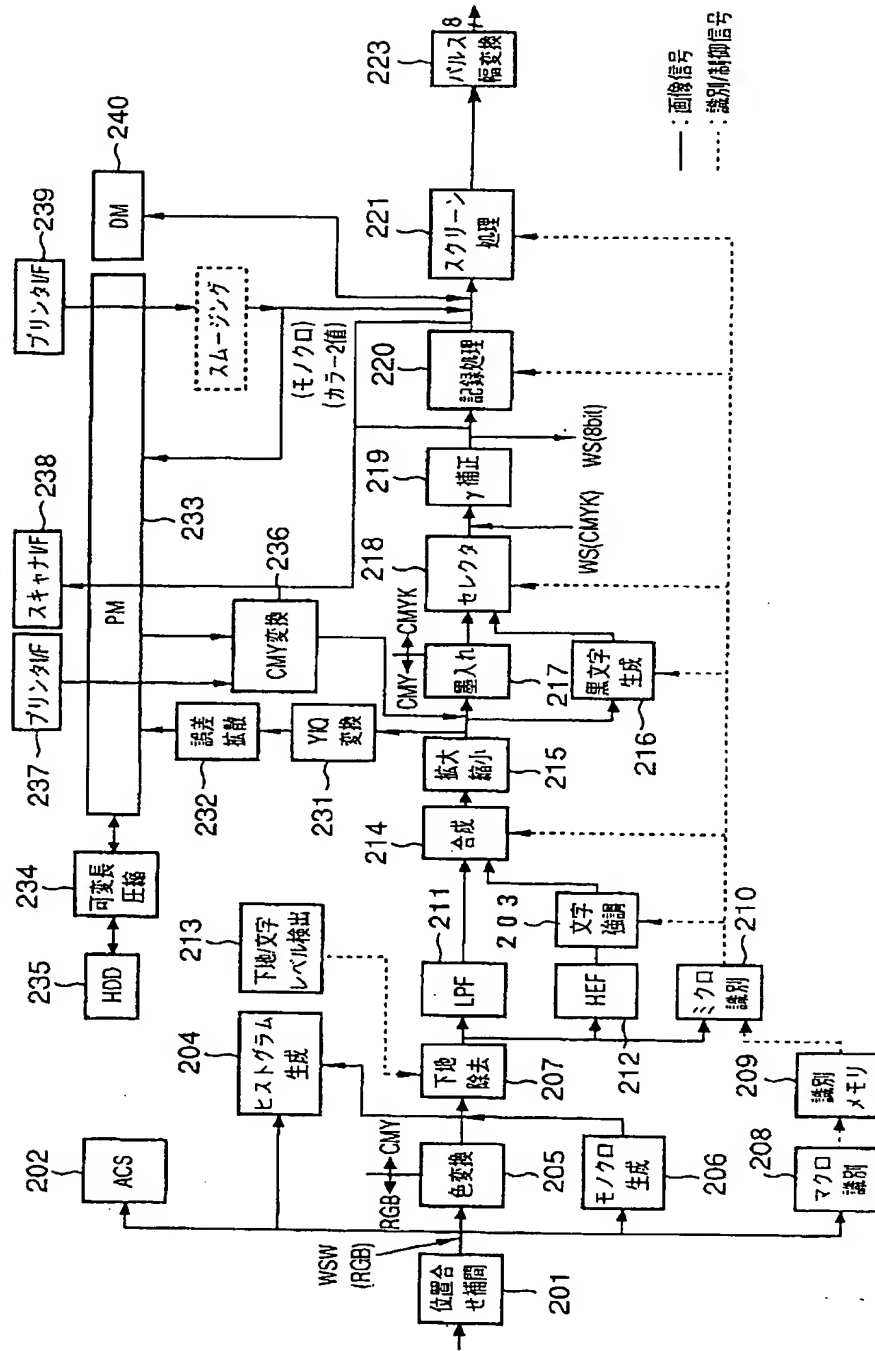 プリンタI/F
239
DM
240
プリンタI/F
237
スキャナI/F
238
PM
233
スムージング
HDD
235
可変長
圧縮
234
(モノクロ)
(カラー2値)
誤差
拡散
232
YIQ
変換
231
CMY変換
236
ACS
202
ヒストグラム
生成
204
下地/文字
レベル検出
213
WSW
(RGB)
位置合
せ補間
201
RGB
CMY
色変換
205
下地
除去
207
LPF
211
合成
214
拡大
縮小
215
CMY
CMYK
墨入れ
217
セレクタ
218
γ補正
219
記録処理
220
スクリーン
処理
221
パルス
幅変換
223
8
モノクロ
生成
206
HEF
212
文字
強調
203
黒文字
生成
216
WS(CMYK)
WS(8bit)
マクロ
識別
208
識別
メモリ
209
ミクロ
識別
210
:画像信号
:識別/制御信号